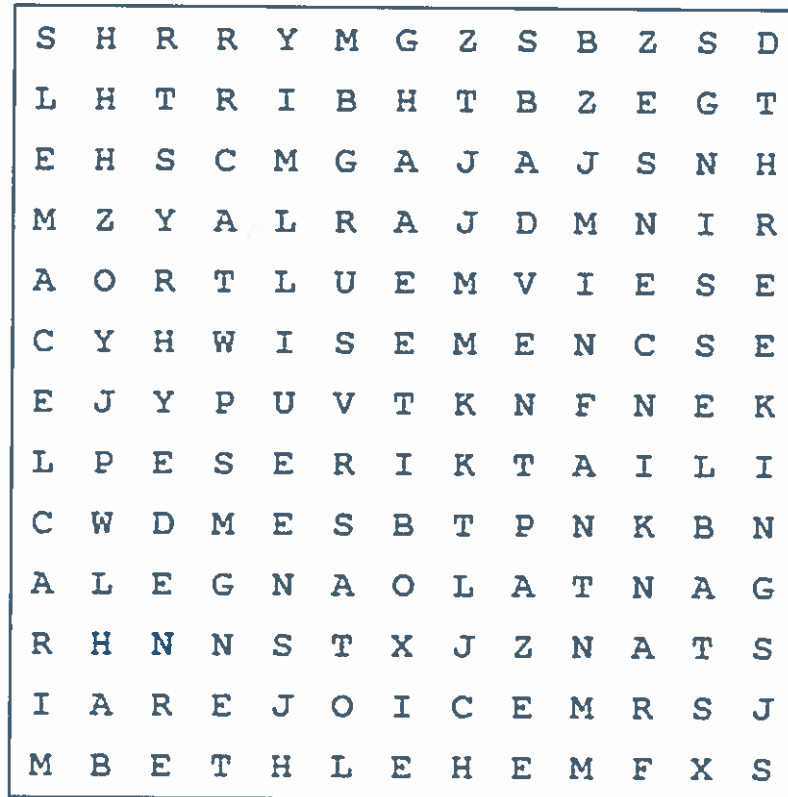 S H R R Y M G Z S B Z S D
L H T R I B H T B Z E G T
E H S C M G A J A J S N H
M Z Y A L R A J D M N I R
A O R T L U E M V I E S E
C Y H W I S E M E N C S E
E J Y P U V T K N F N E K
L P E S E R I K T A I L I
C W D M E S B T P N K B N
A L E G N A O L A T N A G
R H N N S T X J Z N A T S
I A R E J O I C E M R S J
M B E T H L E H E M F X S